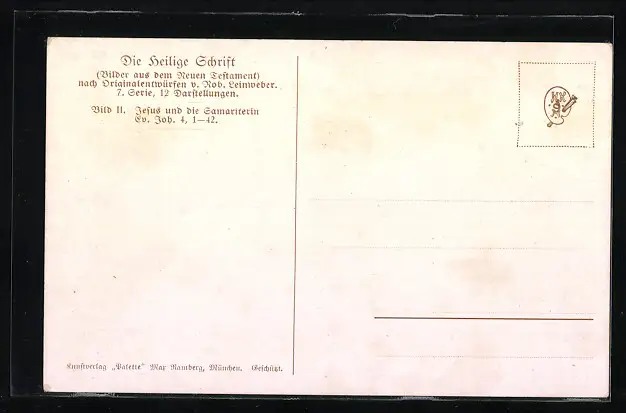 Die Heilige Schrift
(Bilder aus dem Neuen Testament)
nach Originalentwürfen v. Rob. Leinweber.
7. Serie, 12 Darstellungen.
Bild II. Jesus und die Samariterin
Ev. Joh. 4, 1—42.
Kunstverlag „Palette" Max Ramberg, München. Geschützt.